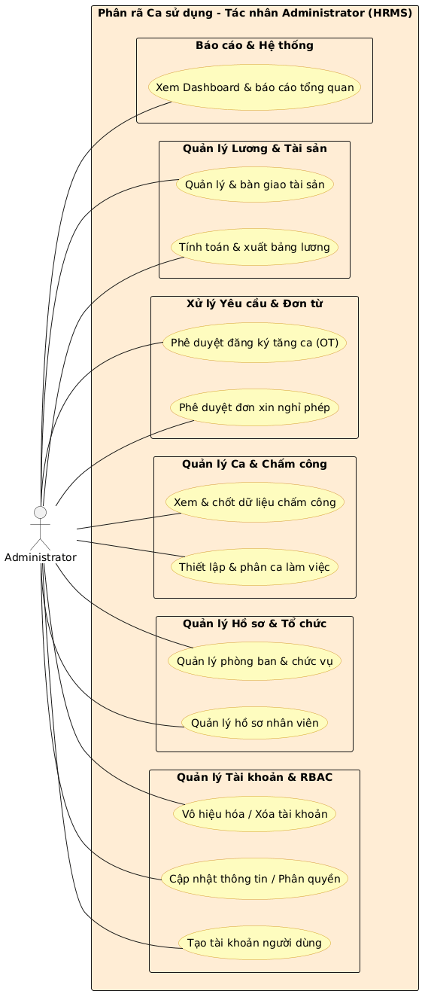 Phân rã Ca sử dụng - Tác nhân Administrator (HRMS)
Báo cáo & Hệ thống
Xem Dashboard & báo cáo tổng quan
Quản lý Lương & Tài sản
Quản lý & bàn giao tài sản
Tính toán & xuất bảng lương
Xử lý Yêu cầu & Đơn từ
Phê duyệt đăng ký tăng ca (OT)
Phê duyệt đơn xin nghỉ phép
Quản lý Ca & Chấm công
Xem & chốt dữ liệu chấm công
Thiết lập & phân ca làm việc
Administrator
Quản lý Hồ sơ & Tổ chức
Quản lý phòng ban & chức vụ
Quản lý hồ sơ nhân viên
Quản lý Tài khoản & RBAC
Vô hiệu hóa / Xóa tài khoản
Cập nhật thông tin / Phân quyền
Tạo tài khoản người dùng